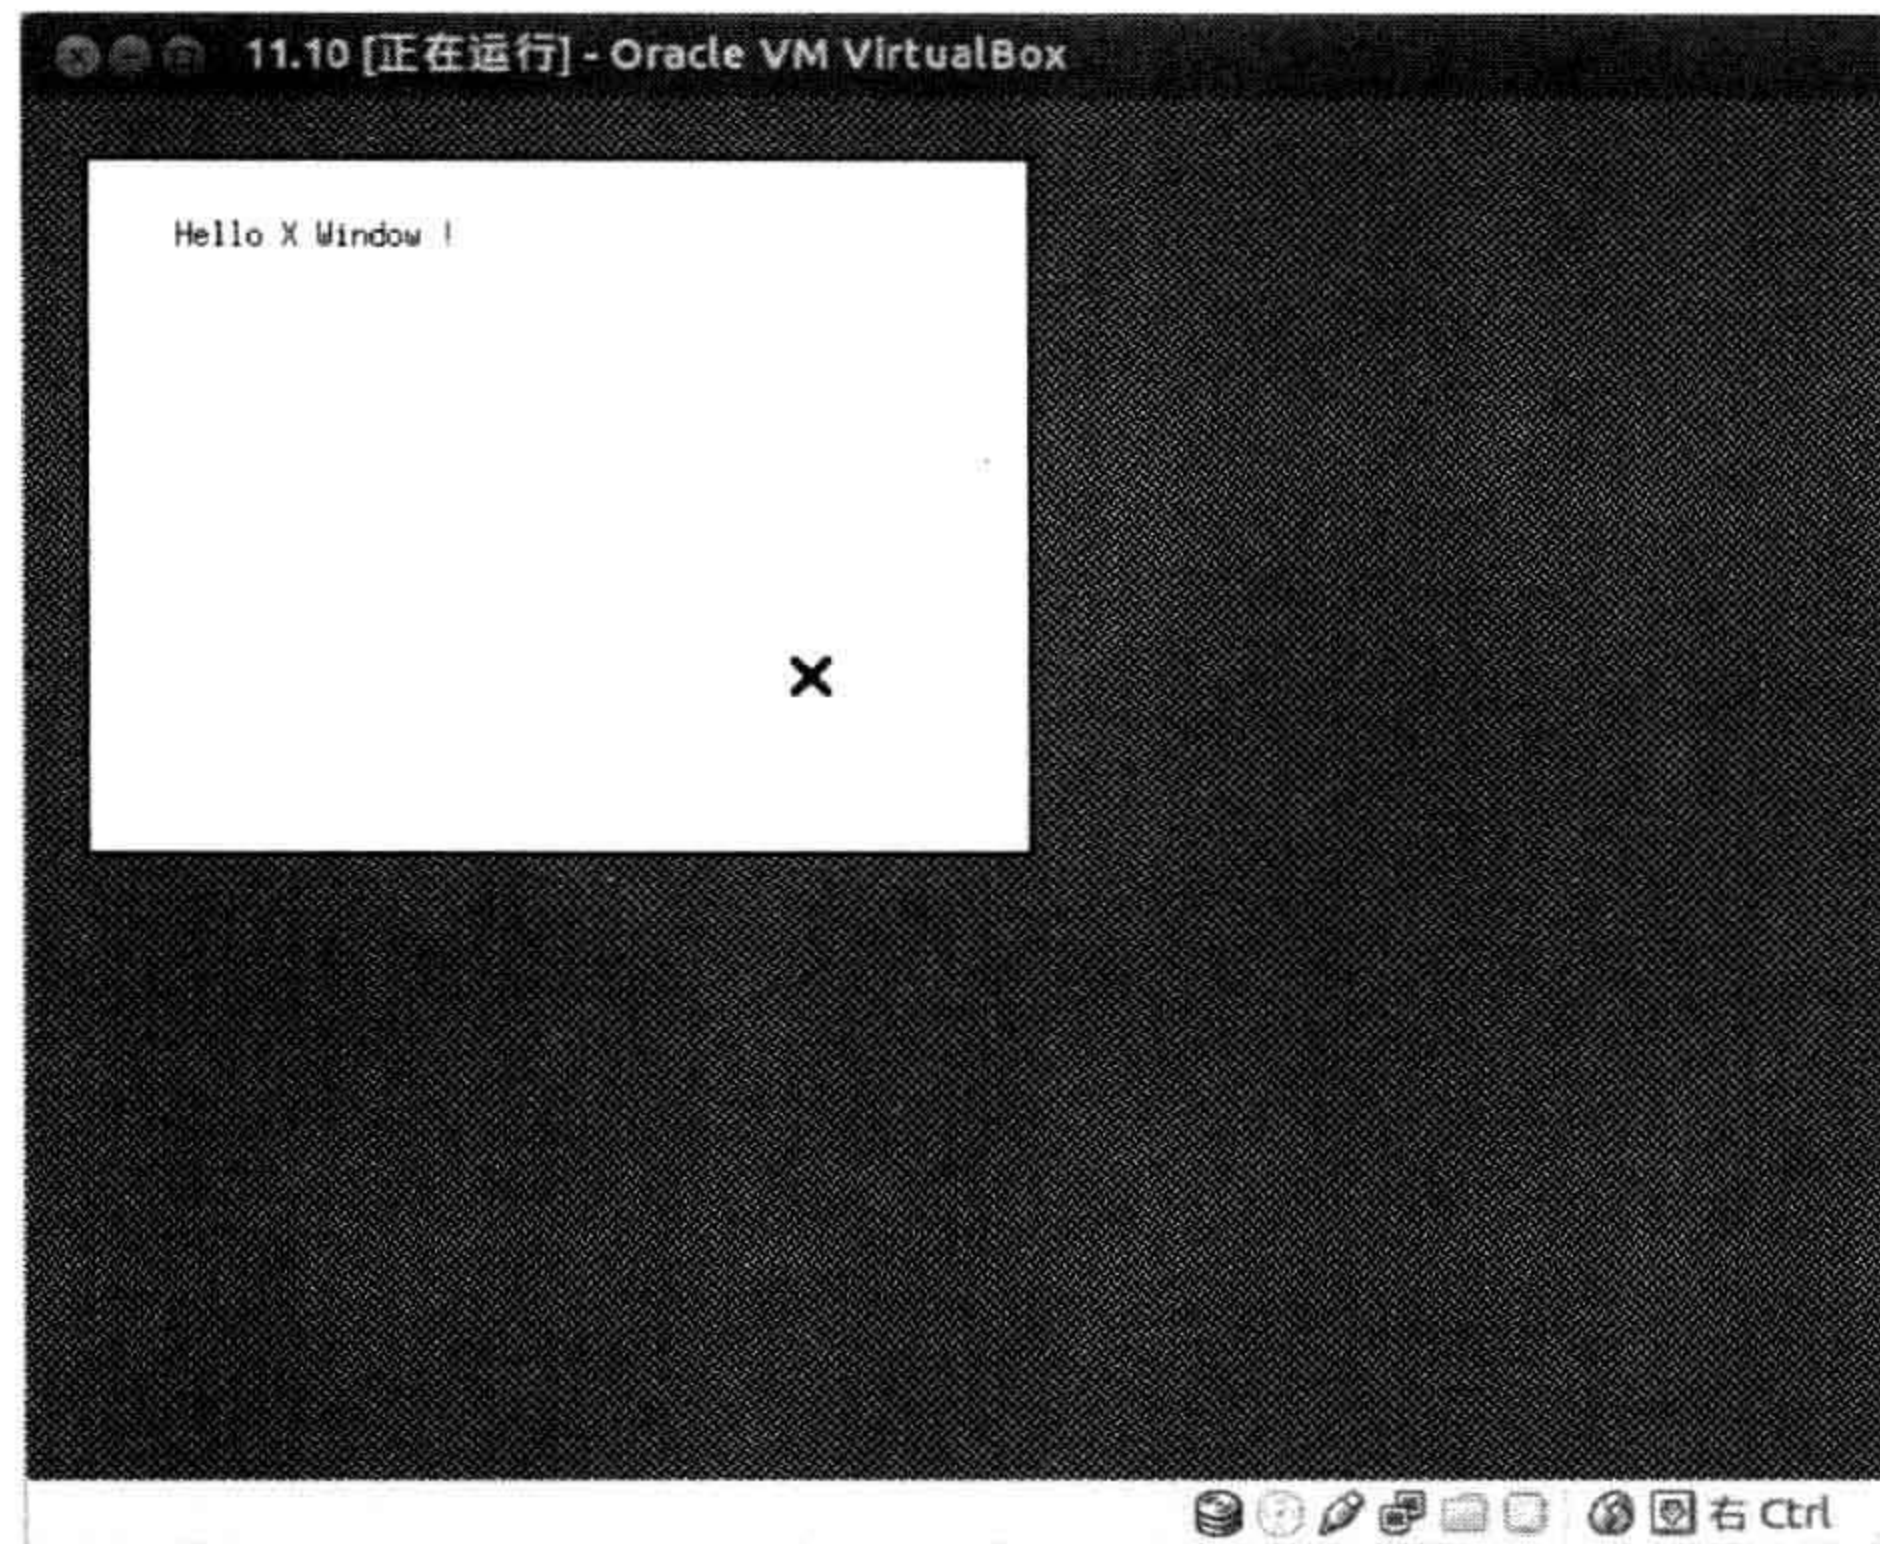 11.10 [正在运行] - Oracle VM VirtualBox
Hello X Window !
右 Ctrl